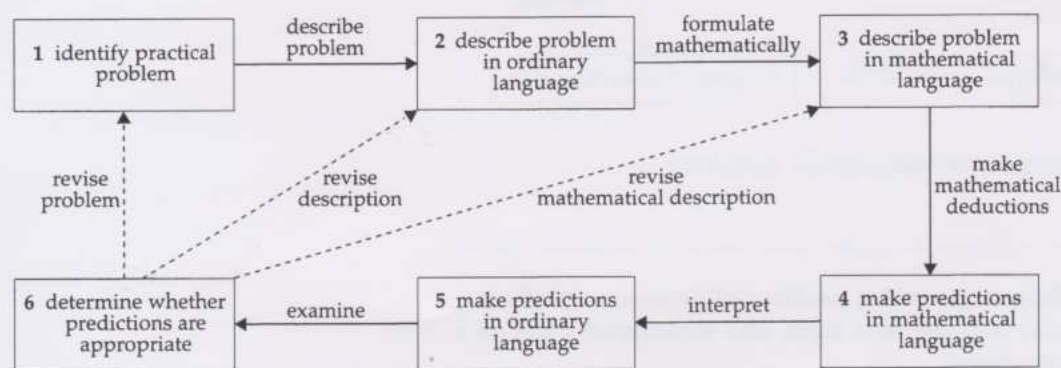 1 identify practical
problem
describe
problem
2 describe problem
in ordinary
language
formulate
mathematically
3 describe problem
in mathematical
language
revise
problem
revise
description
revise
mathematical description
make
mathematical
deductions
6 determine whether
predictions are
appropriate
examine
5 make predictions
in ordinary
language
interpret
4 make predictions
in mathematical
language